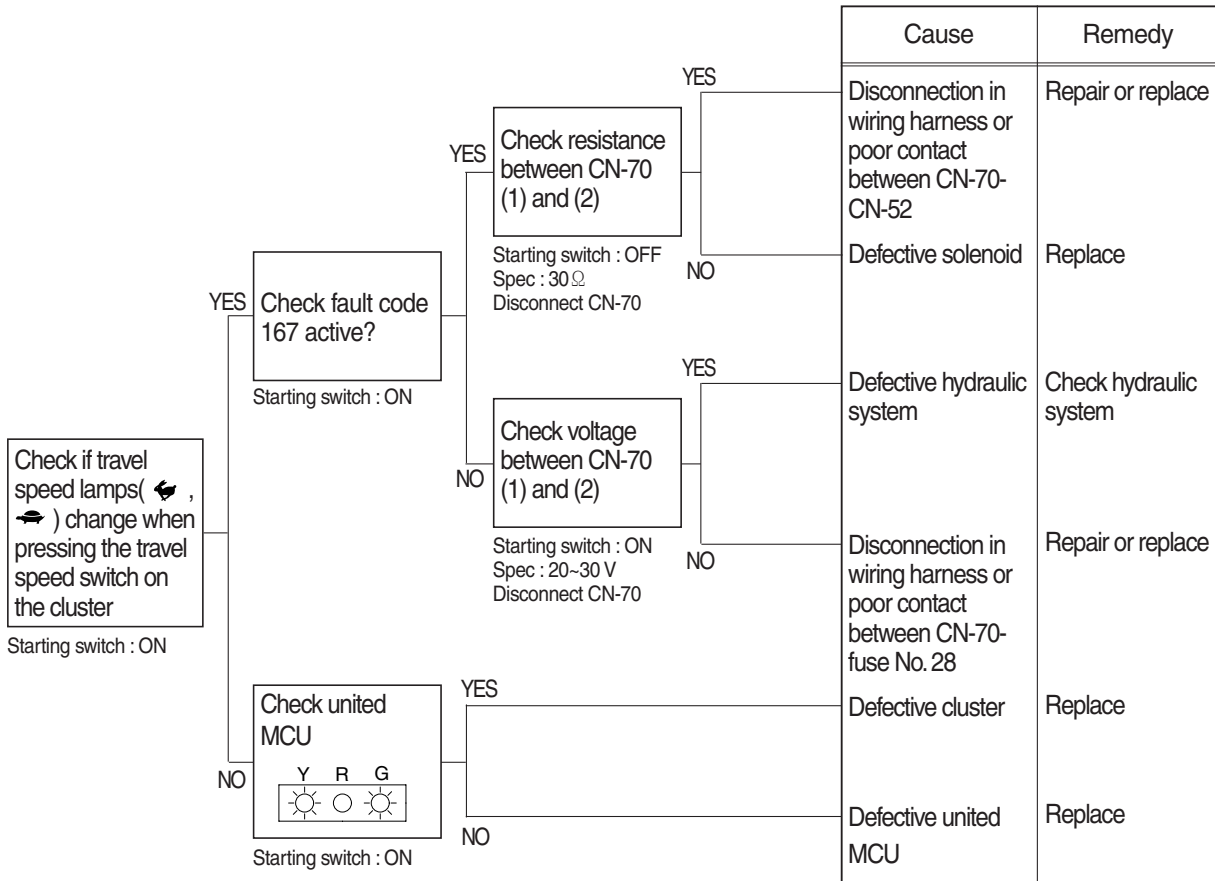 Cause
Remedy
YES
Disconnection in
wiring harness or
poor contact
between CN-70-
CN-52
Repair or replace
YES
Check resistance
between CN-70
(1) and (2)
Starting switch : OFF
Spec : 30Ω
Disconnect CN-70
NO
Defective solenoid
Replace
YES
Check fault code
167 active?
Starting switch : ON
YES
Defective hydraulic
system
Check hydraulic
system
NO
Check voltage
between CN-70
(1) and (2)
Starting switch : ON
Spec : 20~30 V
Disconnect CN-70
NO
Disconnection in
wiring harness or
poor contact
between CN-70-
fuse No. 28
Repair or replace
Check if travel
speed lamps( ,
) change when
pressing the travel
speed switch on
the cluster
Starting switch : ON
NO
Check united
MCU
Y R G
Starting switch : ON
YES
Defective cluster
Replace
NO
Defective united
MCU
Replace